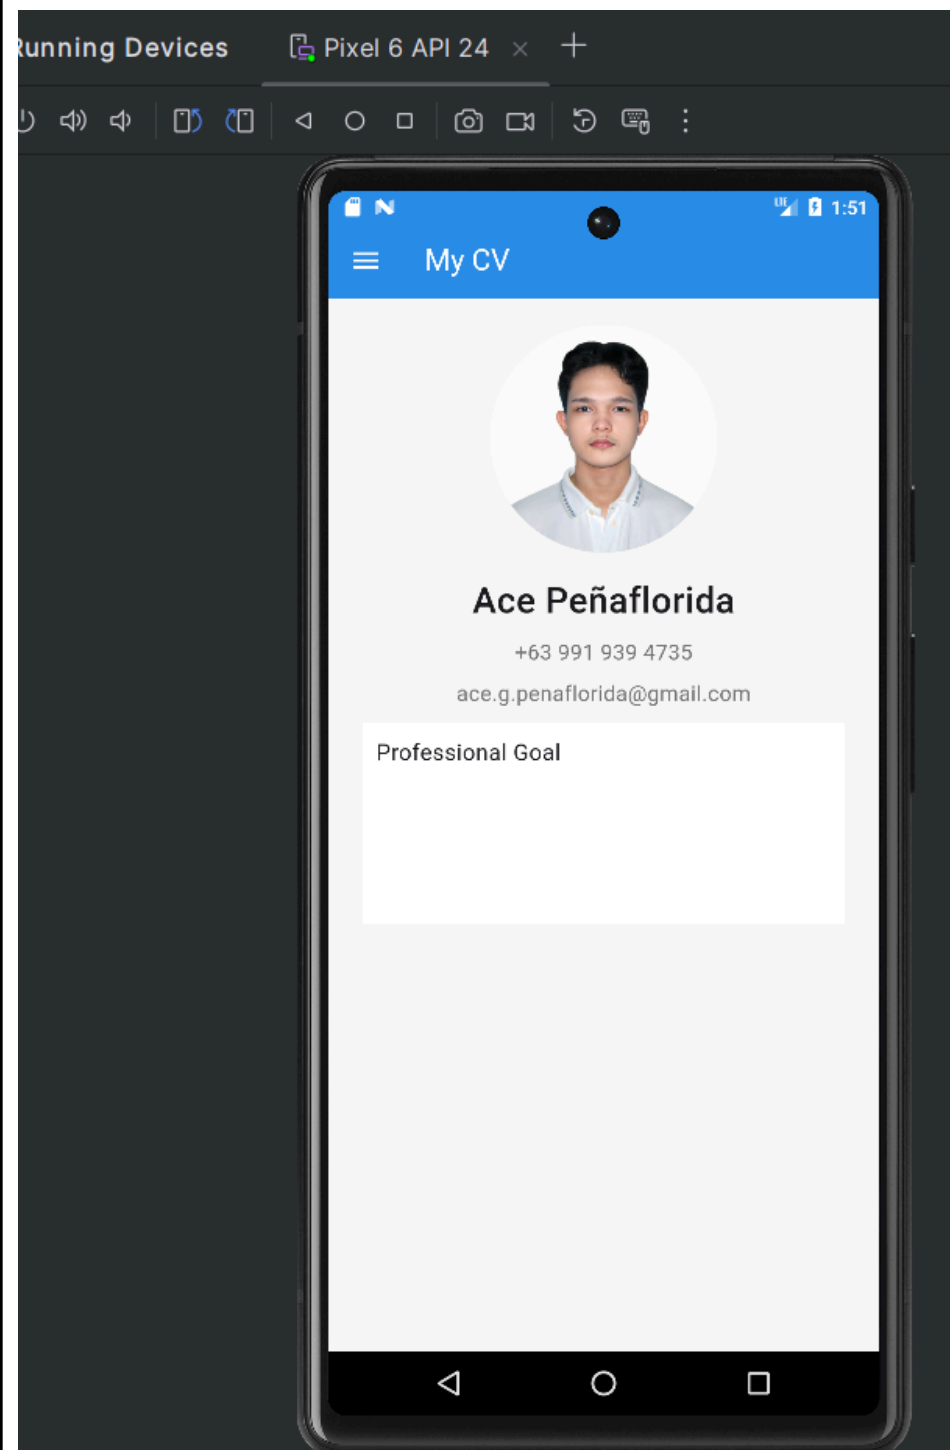 Running Devices
Pixel 6 API 24
LTE
1:51
My CV
Ace Peñaflorida
+63 991 939 4735
ace.g.penaflorida@gmail.com
Professional Goal